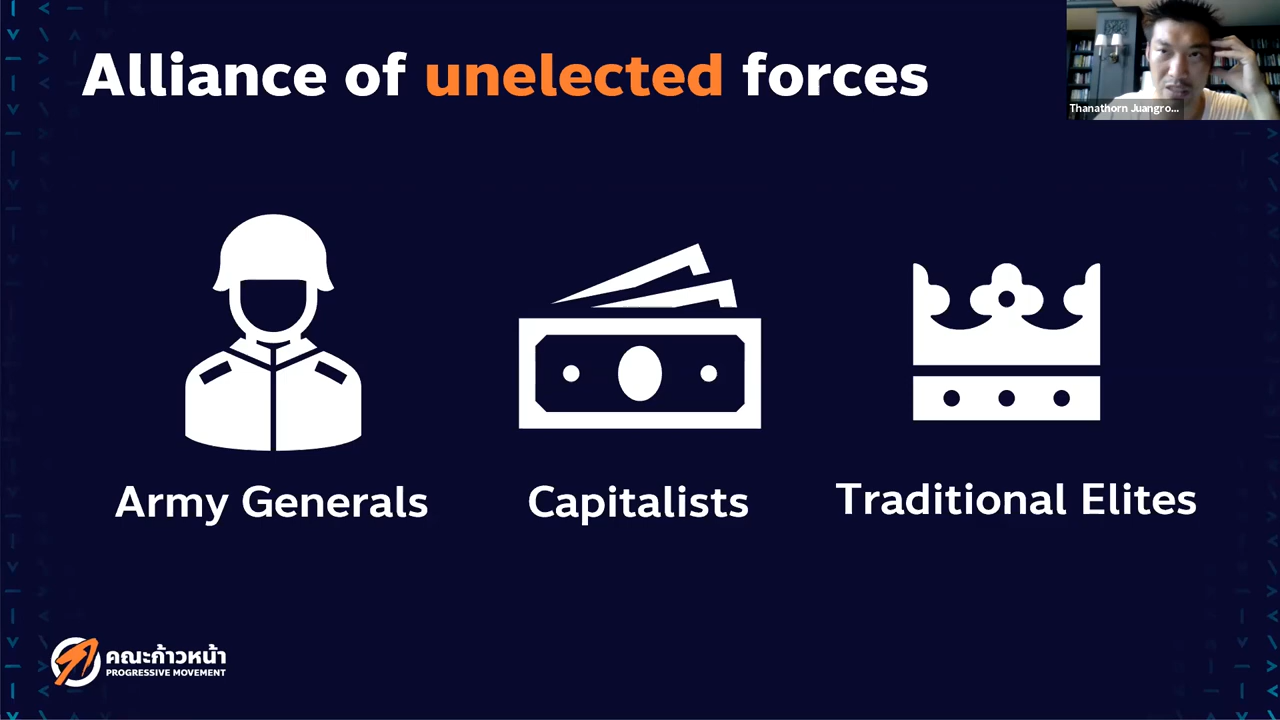 Alliance of unelected forces
Thanathorn Juangro...
Army Generals
Capitalists
Traditional Elites
คณะก้าวหน้า
PROGRESSIVE MOVEMENT